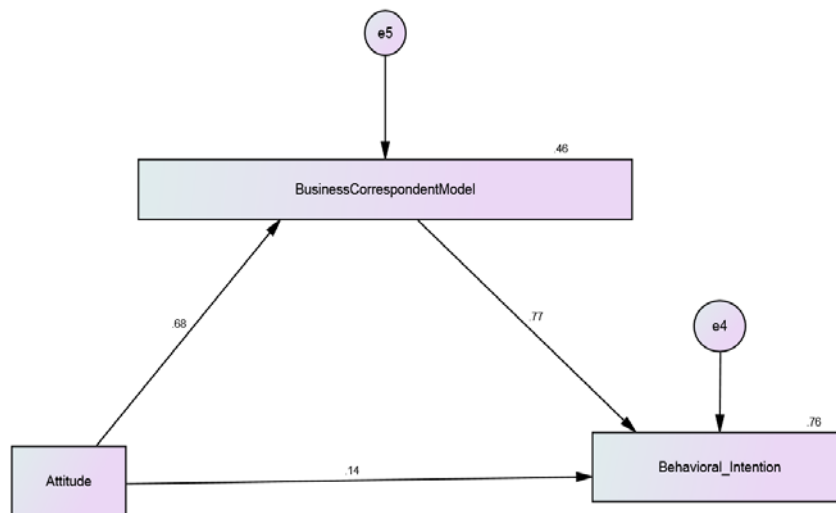 e5
.46
BusinessCorrespondentModel
.68
.77
e4
.76
Attitude
.14
Behavioral_Intention